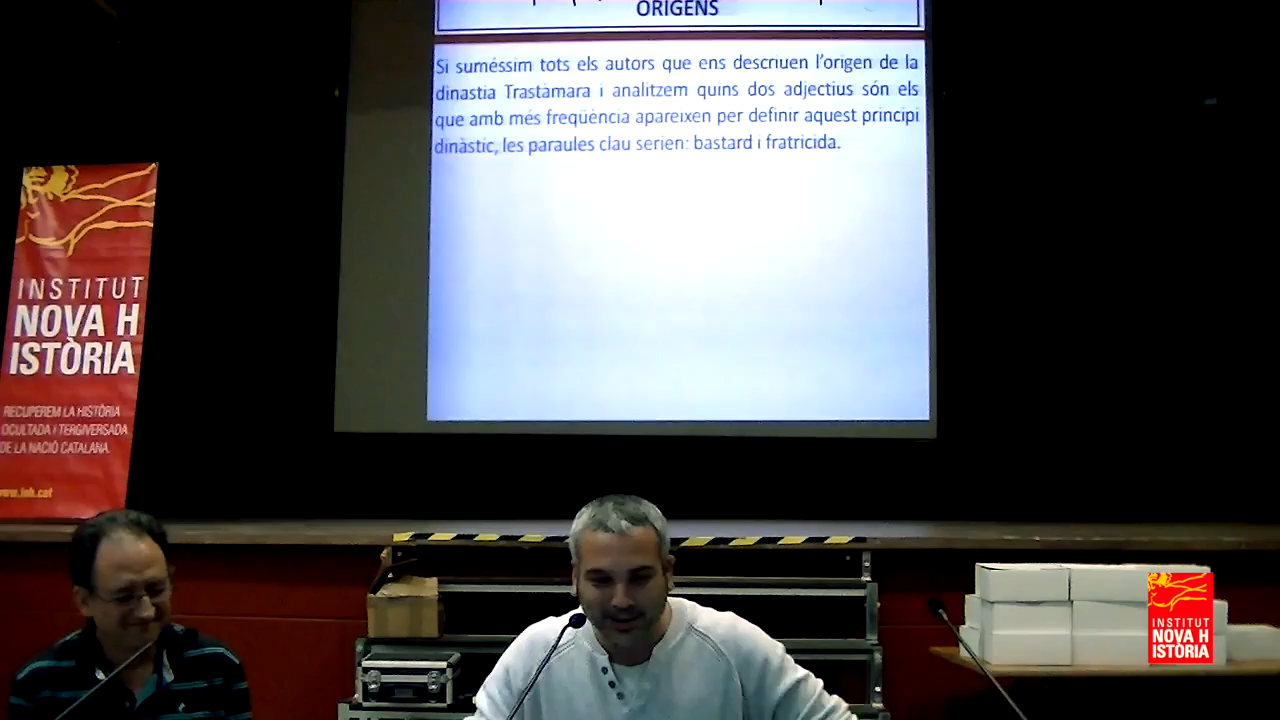 ORÍGENS
Si suméssim tots els autors que ens descriuen l'origen de la
dinastia Trastàmara i analitzem quins dos adjectius són els
que amb més freqüència apareixen per definir aquest principi
dinàstic, les paraules clau serien: bastard i fratricida.
INSTITUT
NOVA H
ISTÒRIA
RECUPEREM LA HISTÒRIA
OCULTADA I TERGIVERSADA
DE LA NACIÓ CATALANA.
www.inh.cat
INSTITUT
NOVA H
ISTÒRIA